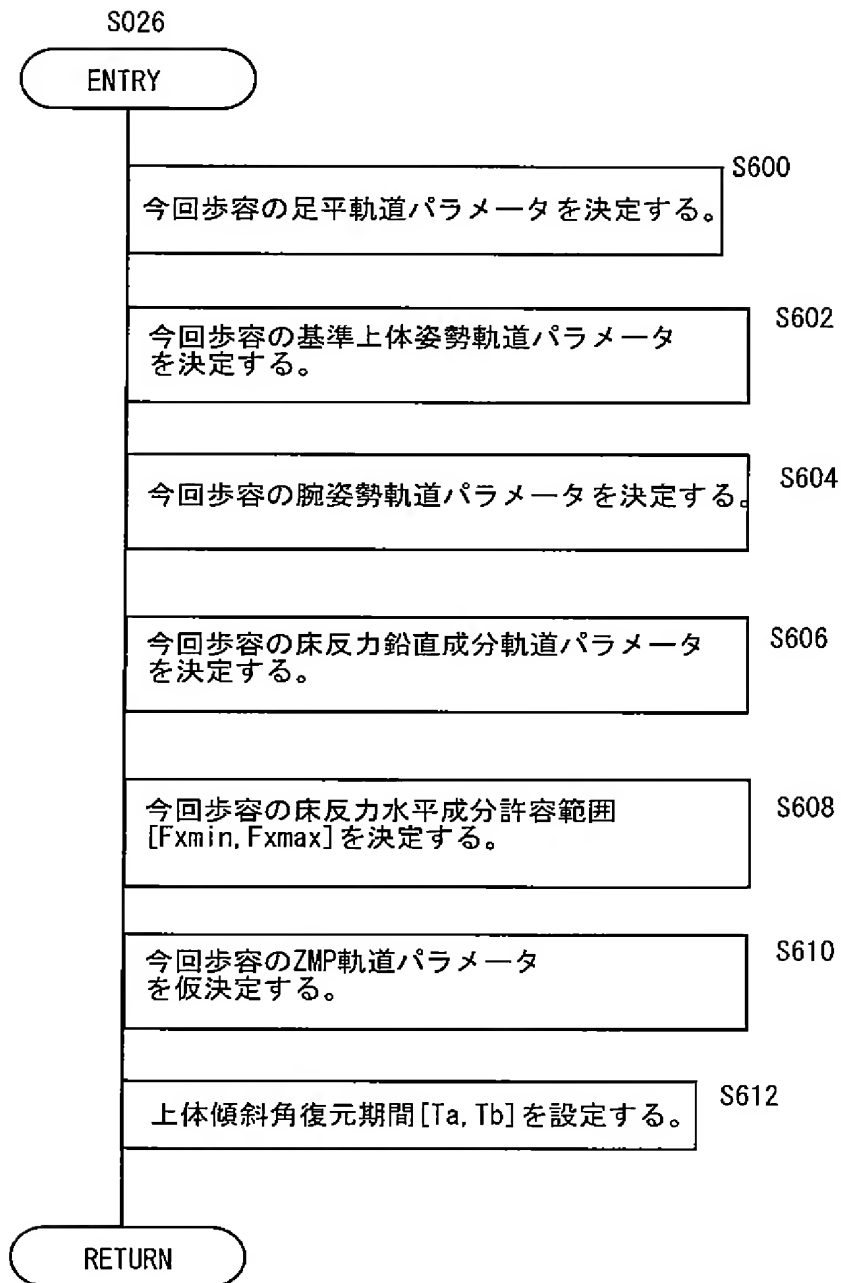 S026
ENTRY
S600
今回歩容の足平軌道パラメータを決定する。
S602
今回歩容の基準上体姿勢軌道パラメータ
を決定する。
S604
今回歩容の腕姿勢軌道パラメータを決定する。
S606
今回歩容の床反力鉛直成分軌道パラメータ
を決定する。
S608
今回歩容の床反力水平成分許容範囲
[Fxmin,Fxmax]を決定する。
S610
今回歩容のZMP軌道パラメータ
を仮決定する。
S612
上体傾斜角復元期間[Ta,Tb]を設定する。
RETURN